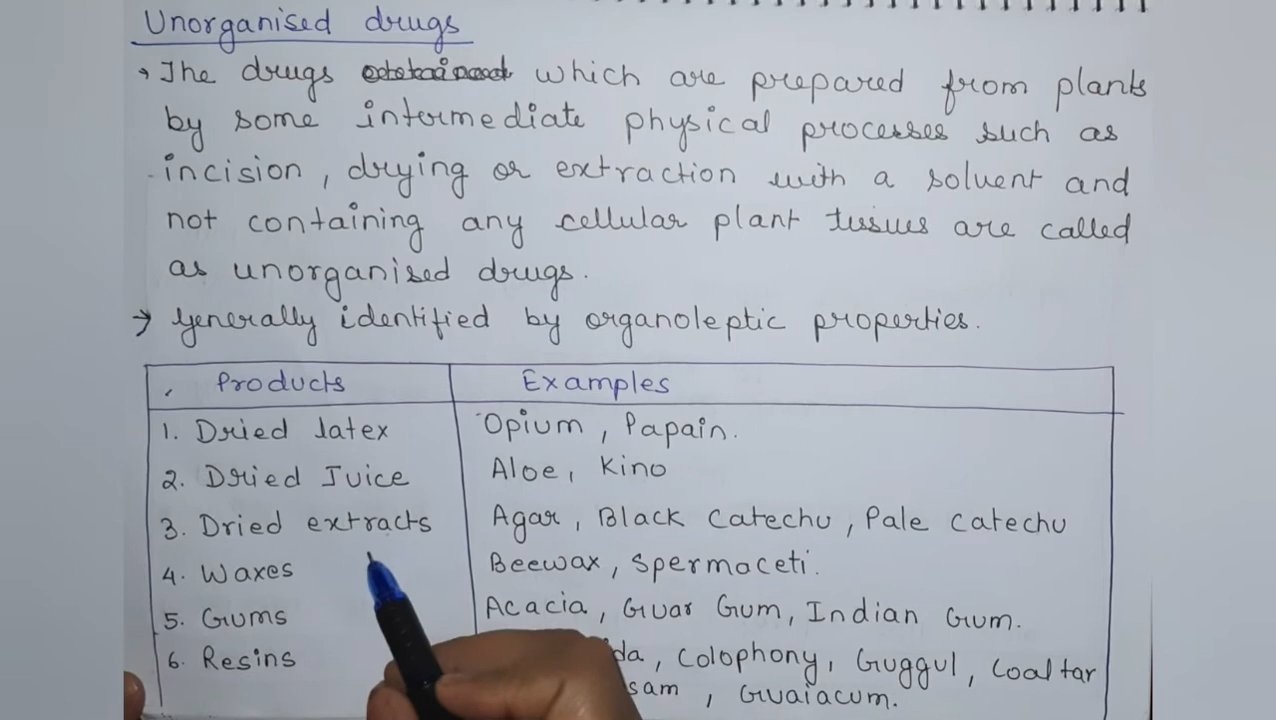 Unorganised drugs
→ The drugs which are prepared from plants
by some intermediate physical processes such as
incision, drying or extraction with a solvent and
not containing any cellular plant tissues are called
as unorganised drugs.
→ Generally identified by organoleptic properties.
Products Examples
1. Dried latex Opium, Papain.
2. Dried Juice Aloe, Kino
3. Dried extracts Agar, Black Catechu, Pale Catechu
4. Waxes Beewax, Spermaceti.
5. Gums Acacia, Guar Gum, Indian Gum.
6. Resins da, Colophony, Guggul, Coal tar
sam, Guaiacum.